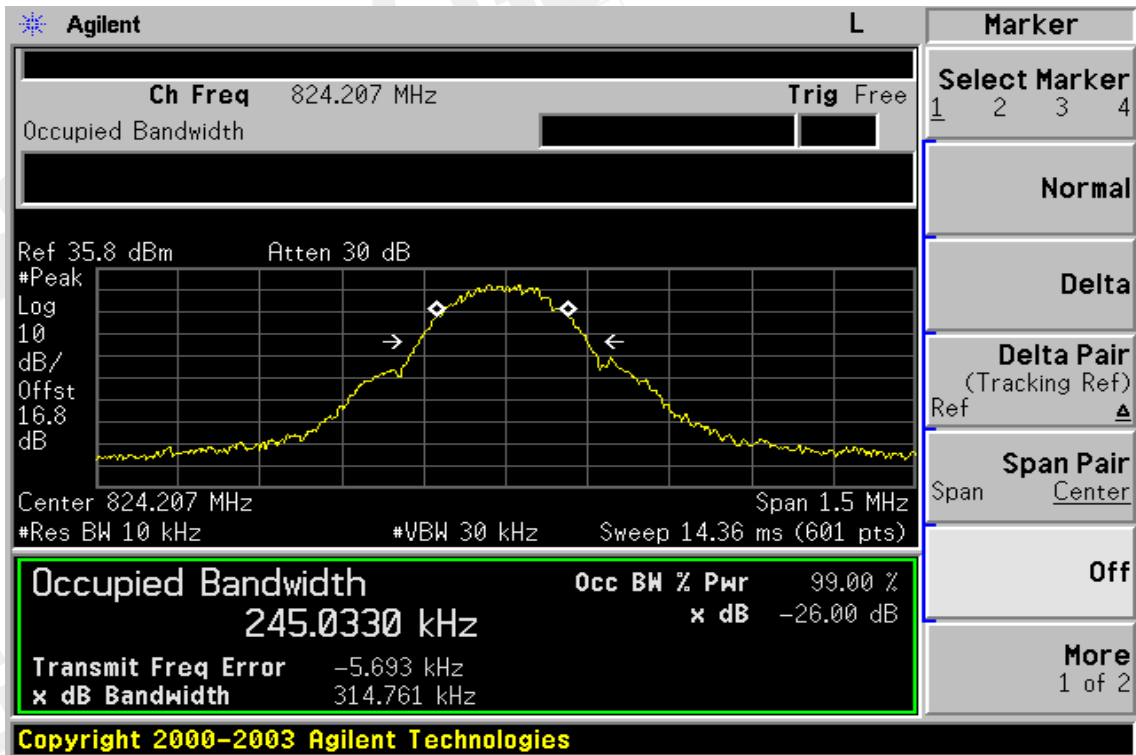 Agilent L
Ch Freq 824.207 MHz Trig Free
Occupied Bandwidth
Ref 35.8 dBm Atten 30 dB
#Peak
Log
10
dB/
Offst
16.8
dB
Center 824.207 MHz Span 1.5 MHz
#Res BW 10 kHz #VBW 30 kHz Sweep 14.36 ms (601 pts)
Occupied Bandwidth
245.0330 kHz
Occ BW % Pwr 99.00 %
x dB -26.00 dB
Transmit Freq Error -5.693 kHz
x dB Bandwidth 314.761 kHz
Copyright 2000-2003 Agilent Technologies
Marker
Select Marker
1 2 3 4
Normal
Delta
Delta Pair
(Tracking Ref)
Ref Δ
Span Pair
Span Center
Off
More
1 of 2